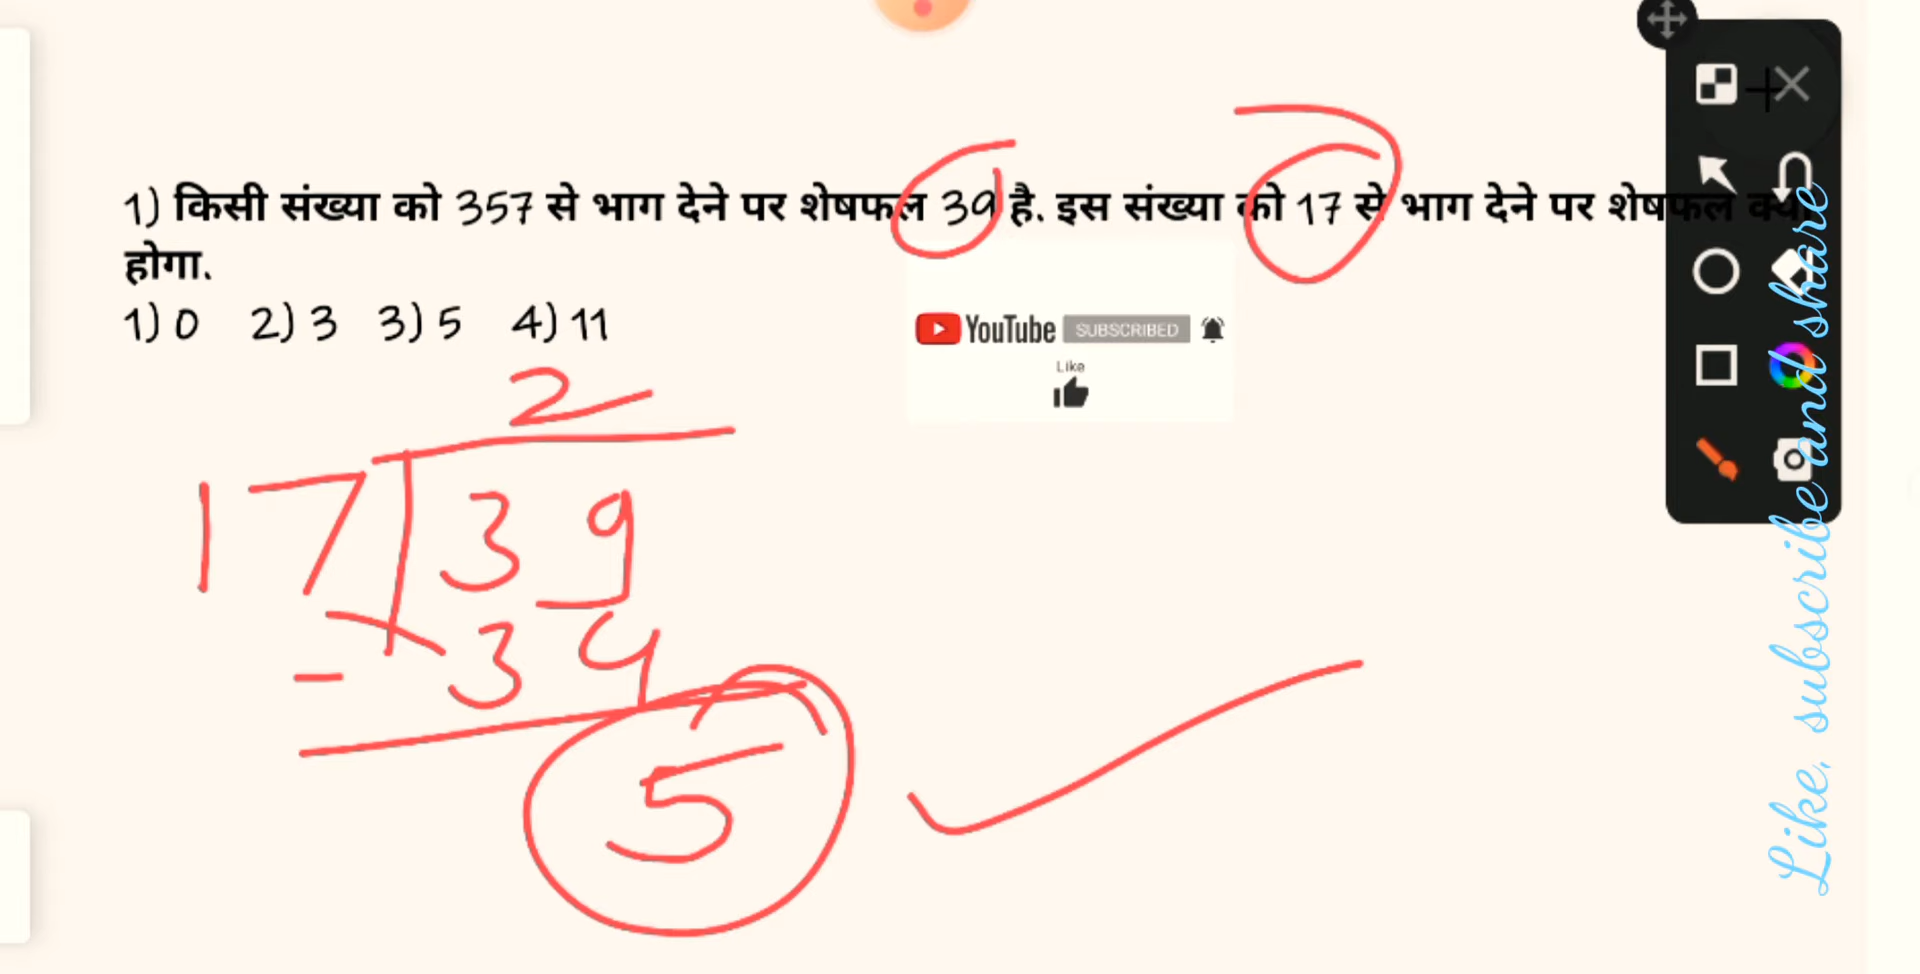 1) किसी संख्या को 357 से भाग देने पर शेषफल 39 है. इस संख्या को 17 से भाग देने पर शेषफल क्या
होगा.
1) 0 2) 3 3) 5 4) 11
YouTube SUBSCRIBED
Like
2
17 39
- 34
5
Like, subscribe and share